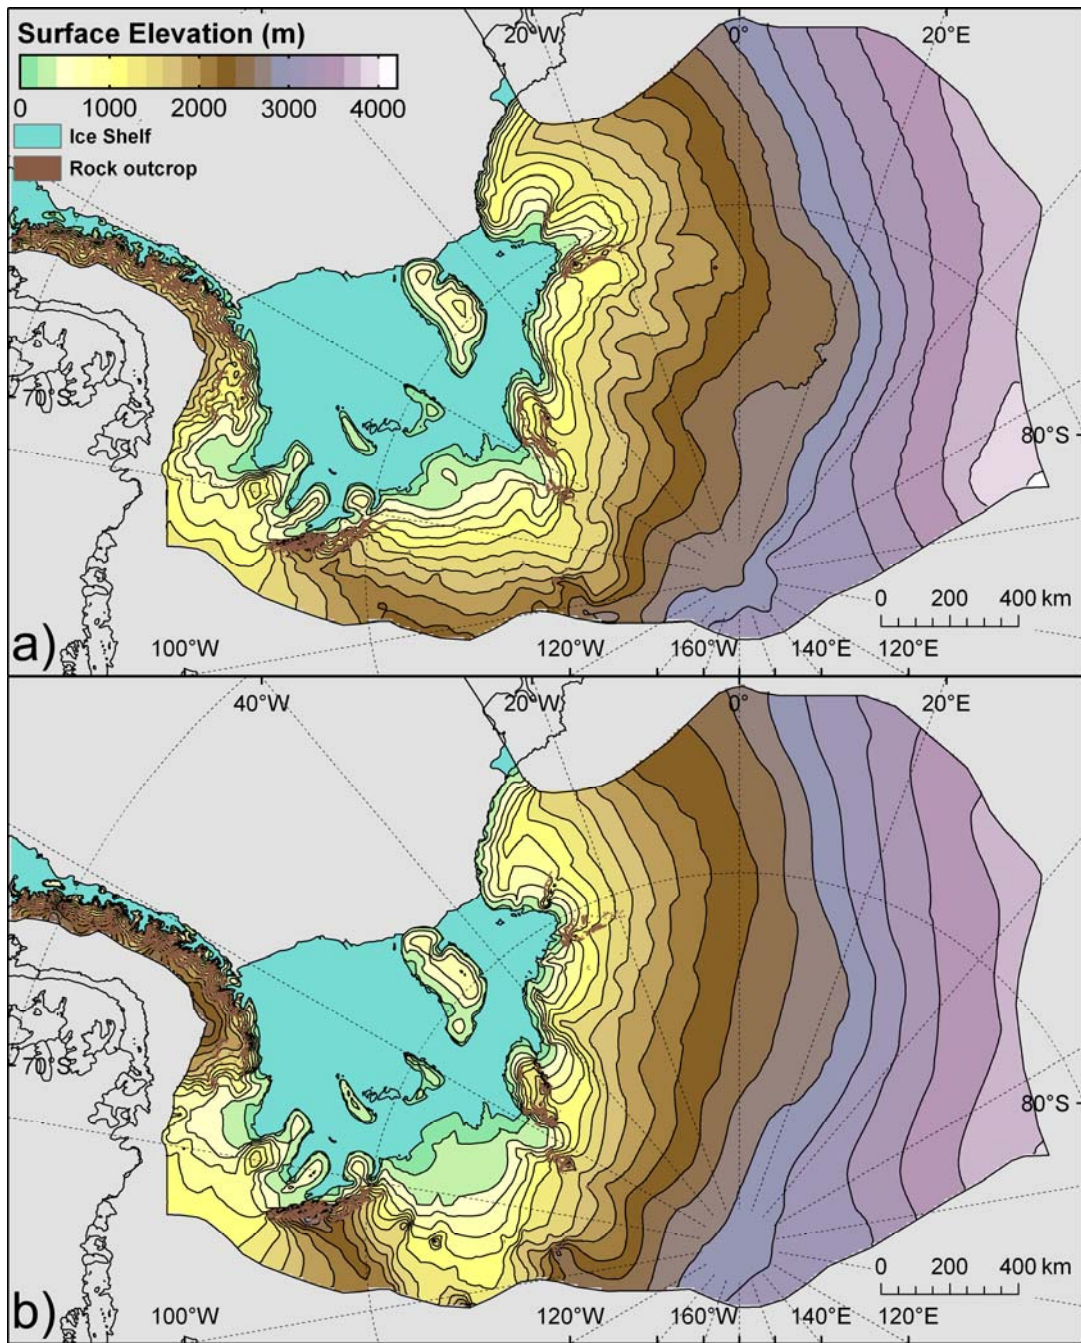 Surface Elevation (m)
0 1000 2000 3000 4000
Ice Shelf
Rock outcrop
20°W 0° 20°E
70°S
80°S
0 200 400 km
a)
100°W 120°W 160°W 140°E 120°E
40°W 20°W 0° 20°E
70°S
80°S
0 200 400 km
b)
100°W 120°W 160°W 140°E 120°E